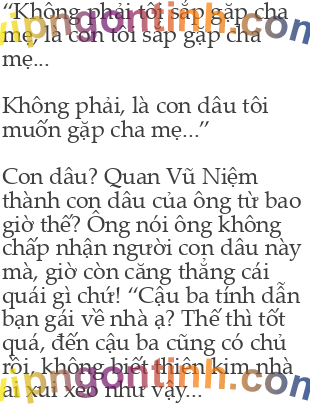 “Không phải tôi sắp gặp cha
mẹ, là con tôi sắp gặp cha
mẹ...
Không phải, là con dâu tôi
muốn gặp cha mẹ...”
Con dâu? Quan Vũ Niệm
thành con dâu của ông từ bao
giờ thế? Ông nói ông không
chấp nhận người con dâu này
mà, giờ còn căng thẳng cái
quái gì chứ! “Cậu ba tính dẫn
bạn gái về nhà ạ? Thế thì tốt
quá, đến cậu ba cũng có chủ
rồi, không biết thiên kim nhà
ai xui xẻo như vậy...
vipngontinh.com
vipngontinh.com